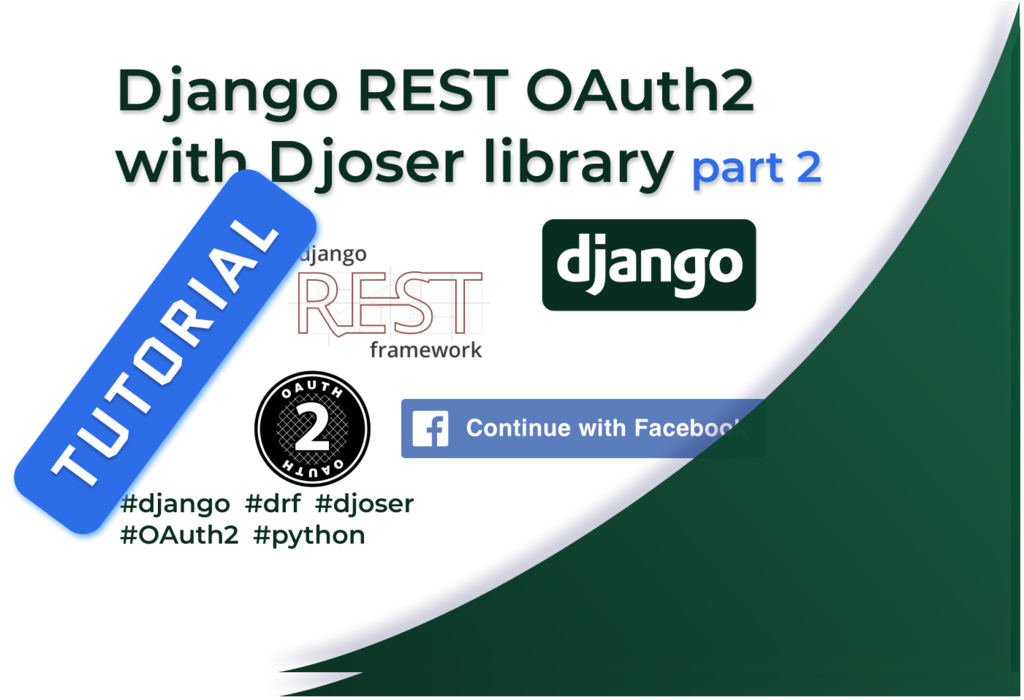 Django REST OAuth2
with Djoser library part 2
TUTORIAL
django
REST
framework
django
OAUTH
2
OAUTH
Continue with Facebook
#django #drf #djoser
#OAuth2 #python